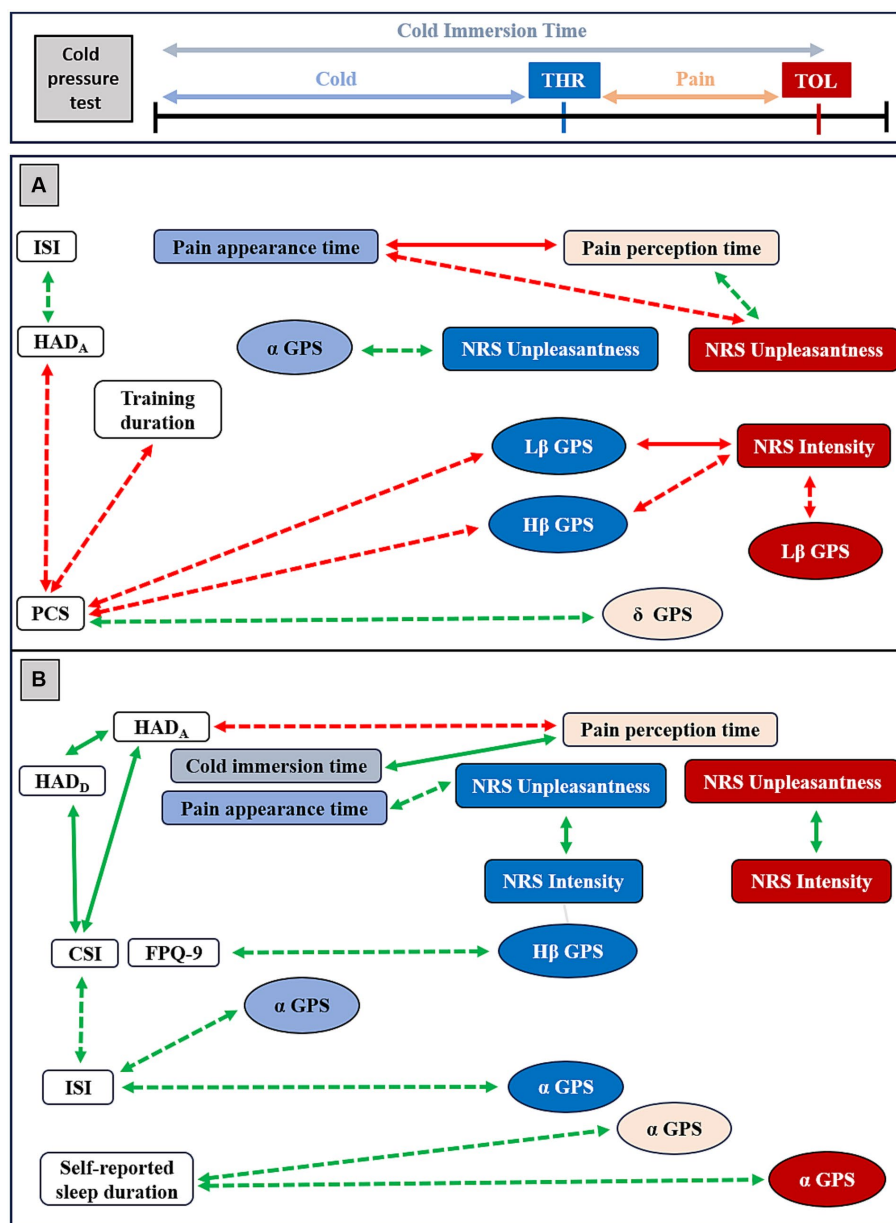 Cold
pressure
test
Cold Immersion Time
Cold
THR
Pain
TOL
A
ISI
Pain appearance time
Pain perception time
HAD_A
α GPS
NRS Unpleasantness
NRS Unpleasantness
Training
duration
Lβ GPS
NRS Intensity
Hβ GPS
Lβ GPS
PCS
δ GPS
B
HAD_A
Pain perception time
Cold immersion time
HAD_D
NRS Unpleasantness
NRS Unpleasantness
Pain appearance time
NRS Intensity
NRS Intensity
CSI
FPQ-9
Hβ GPS
α GPS
ISI
α GPS
α GPS
Self-reported
sleep duration
α GPS